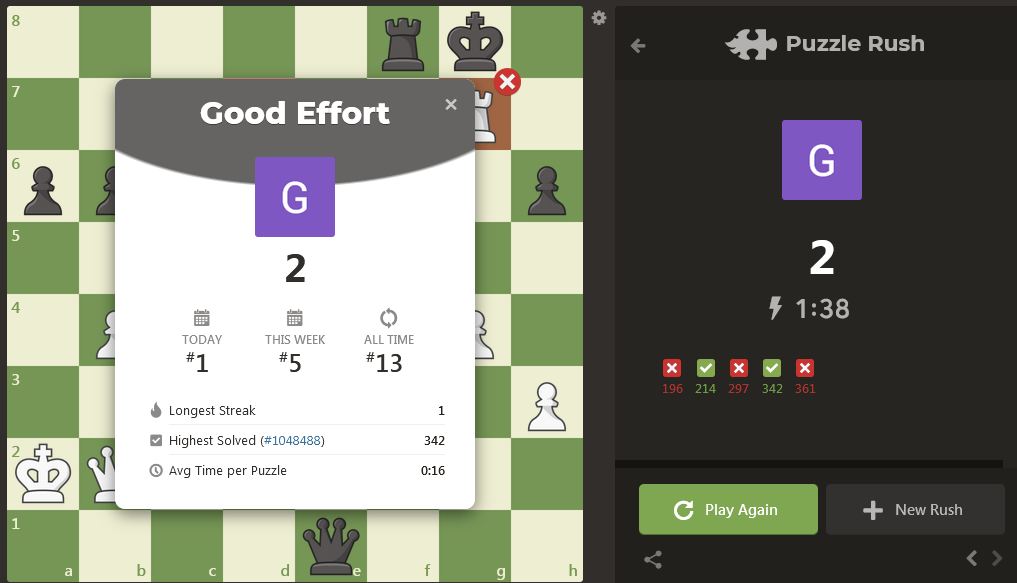 8
7
6
5
4
3
2
1
a b c d e f g h
Good Effort
×
G
2
TODAY
#1
THIS WEEK
#5
ALL TIME
#13
Longest Streak 1
Highest Solved (#1048488) 342
Avg Time per Puzzle 0:16
Puzzle Rush
G
2
1:38
196 214 297 342 361
Play Again
New Rush